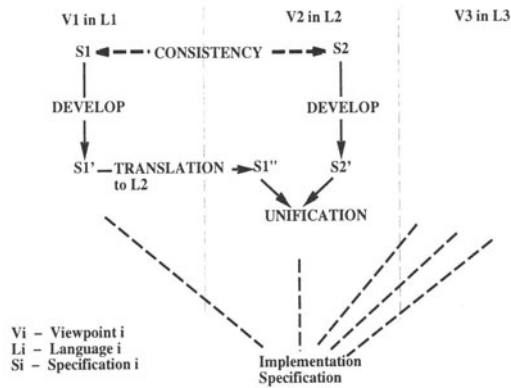 V1 in L1 V2 in L2 V3 in L3
S1 CONSISTENCY S2
DEVELOP DEVELOP
S1' TRANSLATION to L2 S1'' S2'
UNIFICATION
Vi – Viewpoint i
Li – Language i
Si – Specification i
Implementation
Specification